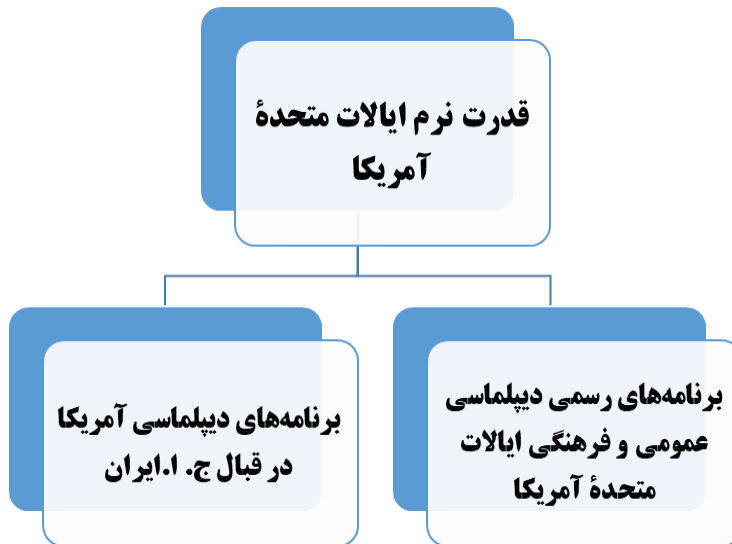 قدرت نرم ایالات متحدهٔ
آمریکا
برنامه‌های رسمی دیپلماسی
عمومی و فرهنگی ایالات
متحدهٔ آمریکا
برنامه‌های دیپلماسی آمریکا
در قبال ج. ا.ایران